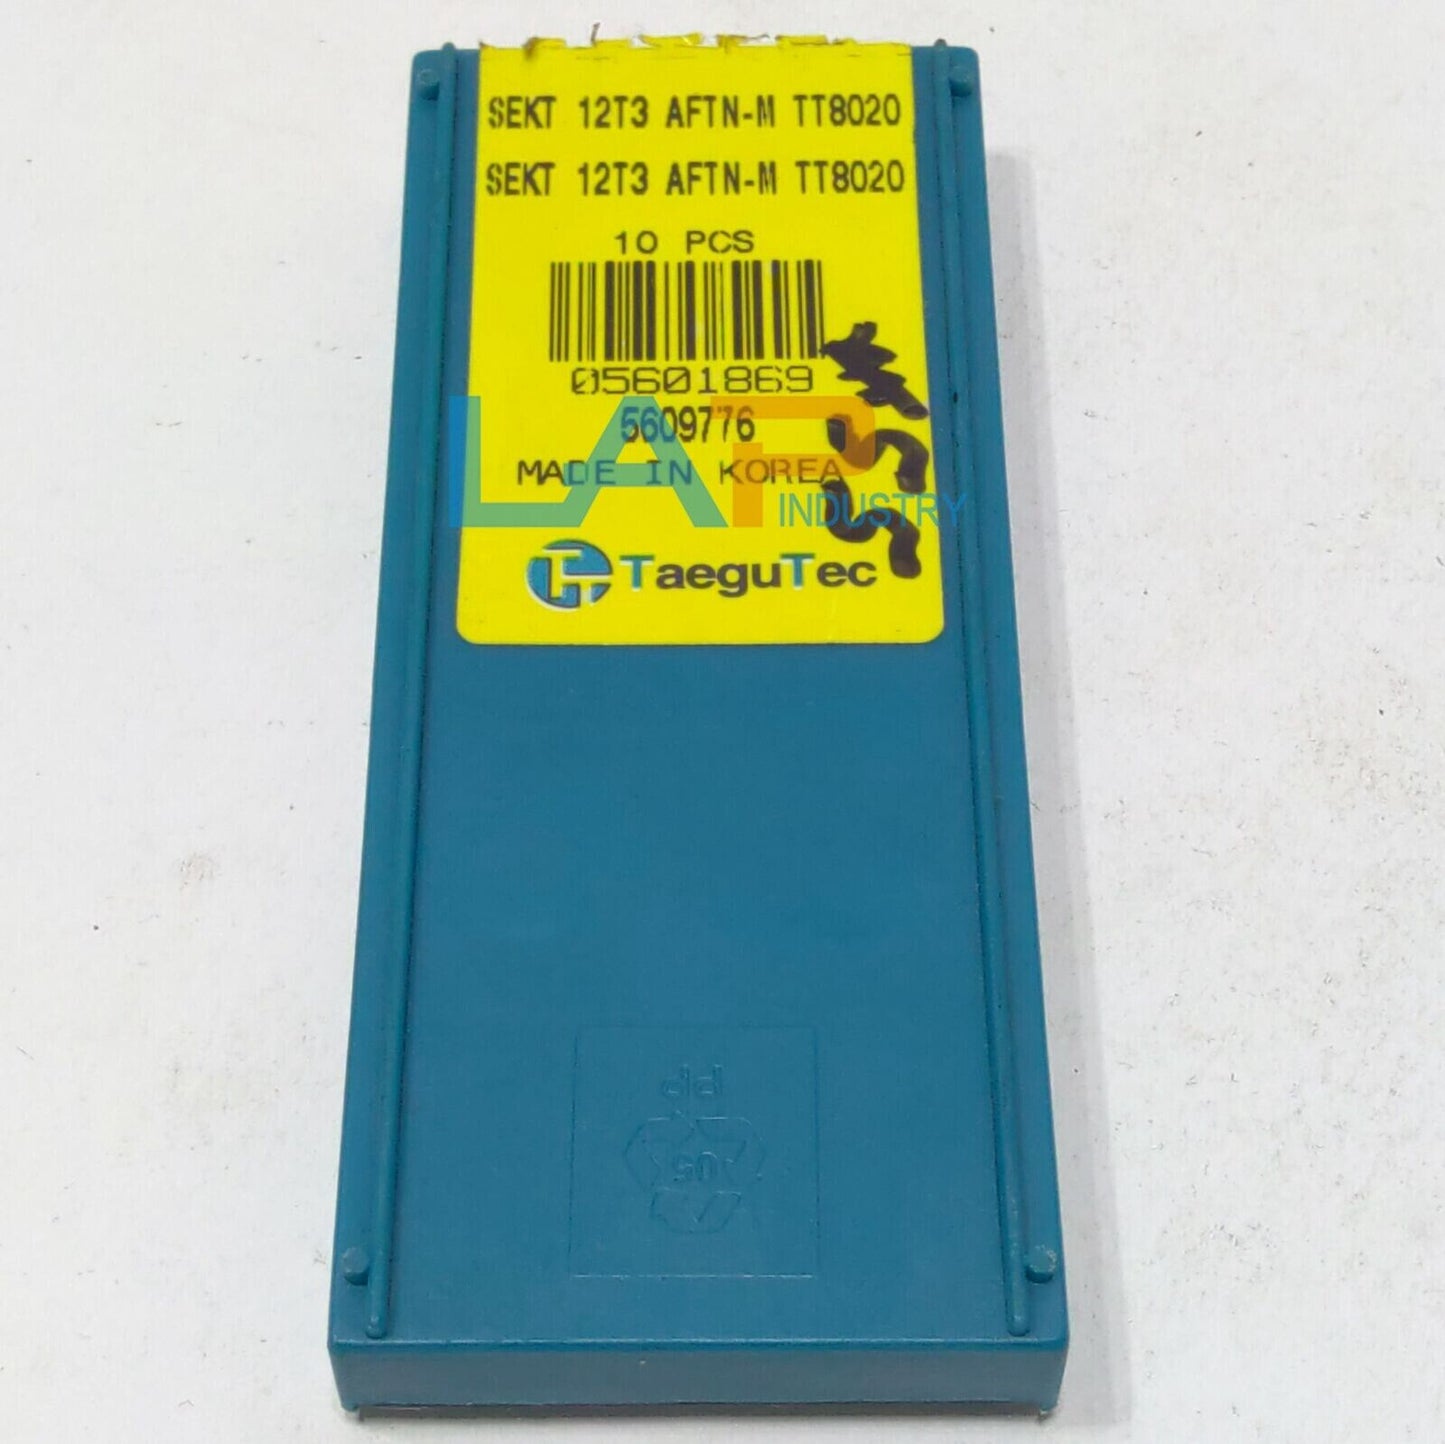 SEKT 12T3 AFTN-M TT8020
SEKT 12T3 AFTN-M TT8020
10 PCS
05601869
5609776
MADE IN KOREA
LAP INDUSTRY
TaeguTec
PP
05